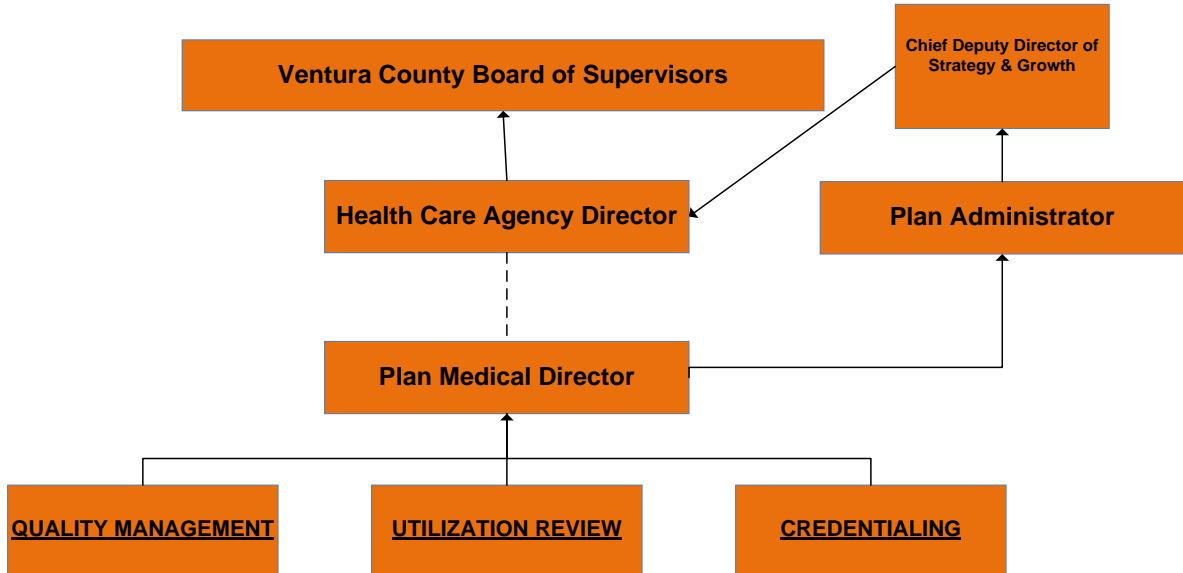 Ventura County Board of Supervisors
Chief Deputy Director of
Strategy & Growth
Health Care Agency Director
Plan Administrator
Plan Medical Director
QUALITY MANAGEMENT
UTILIZATION REVIEW
CREDENTIALING